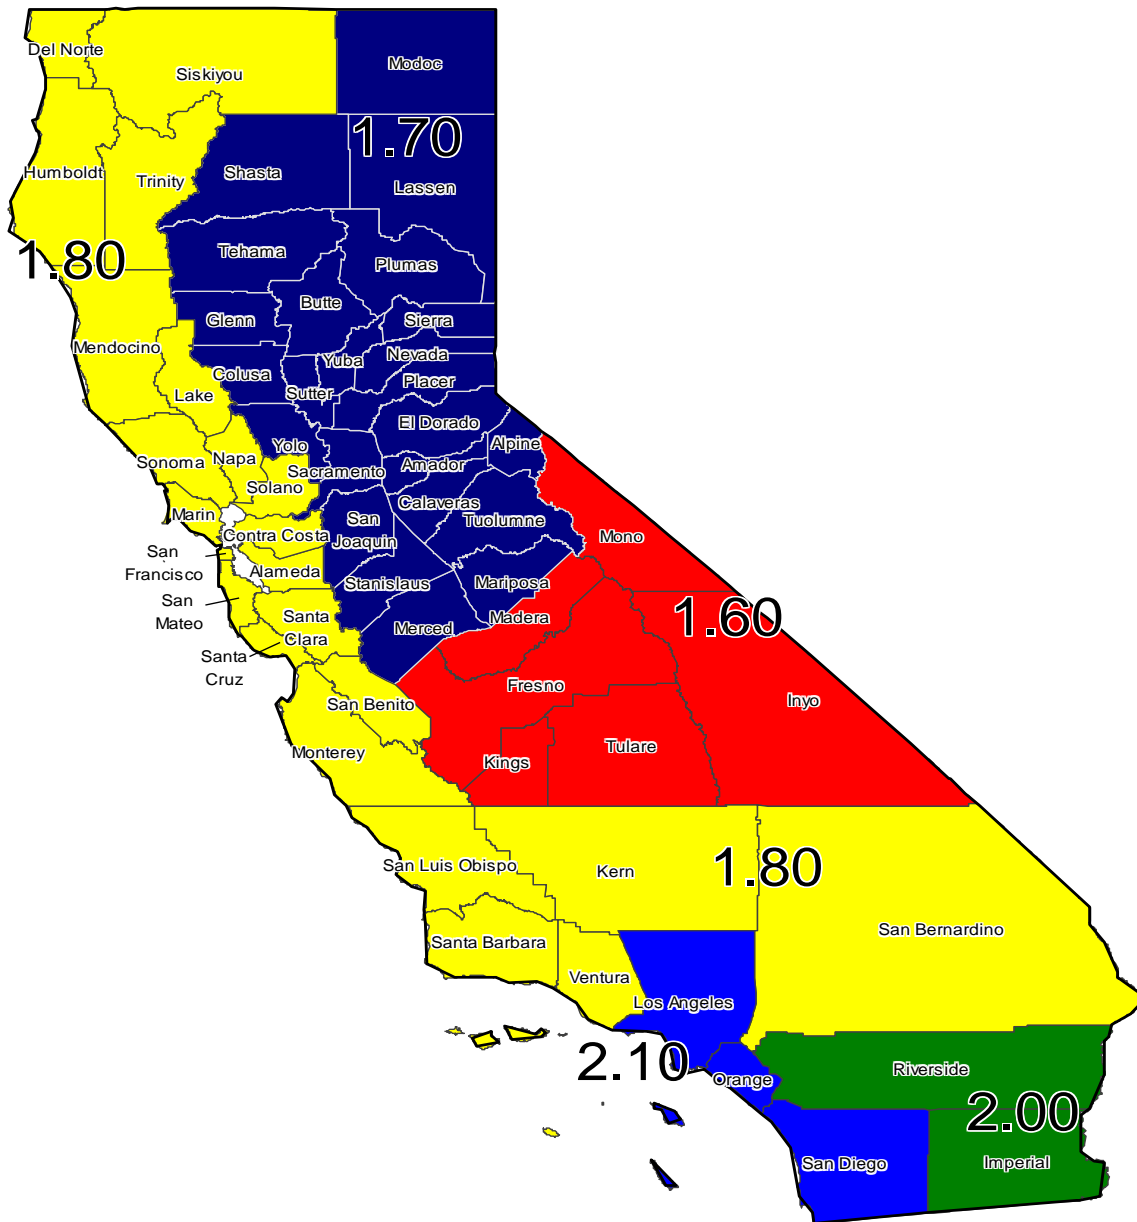 Del Norte
Siskiyou
Modoc
1.70
Humboldt
Trinity
Shasta
Lassen
1.80
Tehama
Plumas
Butte
Glenn
Sierra
Mendocino
Yuba
Nevada
Colusa
Placer
Lake
Sutter
El Dorado
Yolo
Alpine
Sonoma
Napa
Sacramento
Amador
Solano
Calaveras
Marin
San
Joaquin
Tuolumne
Contra Costa
Mono
San
Francisco
Alameda
Stanislaus
Mariposa
San
Mateo
Santa
Clara
Merced
Madera
1.60
Santa
Cruz
Fresno
San Benito
Inyo
Monterey
Kings
Tulare
San Luis Obispo
Kern
1.80
Santa Barbara
San Bernardino
Ventura
Los Angeles
2.10
Orange
Riverside
2.00
San Diego
Imperial